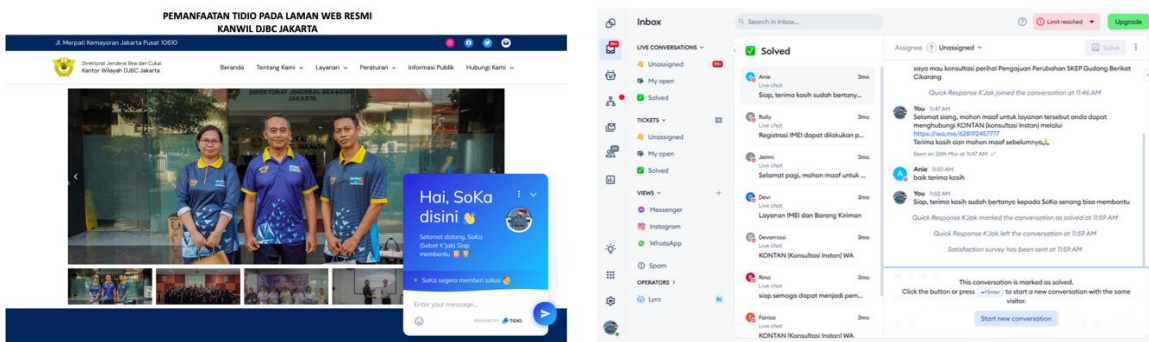 PEMANFAATAN TIDIO PADA LAMAN WEB RESMI
KANWIL DJBC JAKARTA
Jl. Merpati Kemayoran Jakarta Pusat 10610
Direktorat Jenderal Bea dan Cukai
Kantor Wilayah DJBC Jakarta
Beranda Tentang Kami Layanan Peraturan Informasi Publik Hubungi Kami
DIREKTORAT JENDERAL BEA
JAKARTA
Hai, SoKa
disini
Selamat datang, SoKa
(Sobat K'jak) Siap
membantu
SoKa segera memberi solusi
Enter your message...
POWERED BY TIDIO
Inbox
Search in Inbox...
Limit reached
Upgrade
LIVE CONVERSATIONS
Unassigned
My open
Solved
TICKETS
Unassigned
My open
Solved
VIEWS
Messenger
Instagram
WhatsApp
Spam
OPERATORS
Lyro
AI
Solved
Anie 3mo
Live chat
Siap, terima kasih sudah bertany...
Rully 3mo
Live chat
Registrasi IMEI dapat dilakukan p...
Jainni 3mo
Live chat
Selamat pagi, mohon maaf untuk ...
Devi 3mo
Live chat
Layanan IMEI dan Barang Kiriman
Devarrassi 3mo
Live chat
KONTAN (Konsultasi Instan) WA
Rina 3mo
Live chat
siap semoga dapat menjadi pem...
Fanisa 3mo
Live chat
KONTAN (Konsultasi Instan) WA
Assignee Unassigned
Solve
saya mau konsultasi perihal Pengajuan Perubahan SKEP Gudang Berikat
Cikarang
Quick Response K'Jak joined the conversation at 11:46 AM
You 11:47 AM
Selamat siang, mohon maaf untuk layanan tersebut anda dapat
menghubungi KONTAN (konsultasi Instan) melalui
https://wa.me/628192457777
Terima kasih dan mohon maaf sebelumnya
Seen on 26th Mar at 11:47 AM
Anie 11:50 AM
baik terima kasih
You 11:52 AM
Siap, terima kasih sudah bertanya kepada SoKa senang bisa membantu
Quick Response K'Jak marked the conversation as solved at 11:59 AM
Quick Response K'Jak left the conversation at 11:59 AM
Satisfaction survey has been sent at 11:59 AM
This conversation is marked as solved.
Click the button or press Enter to start a new conversation with the same
visitor.
Start new conversation